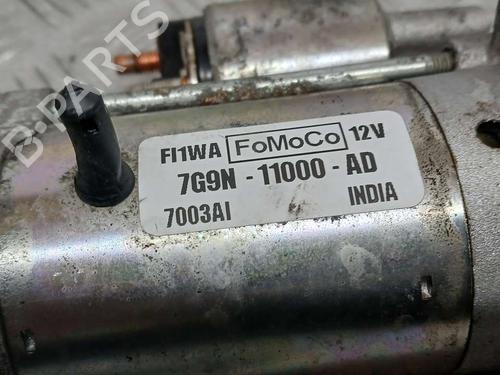 B-PARTS
FI1WA FoMoCo 12V
7G9N - 11000 - AD
7003AI INDIA